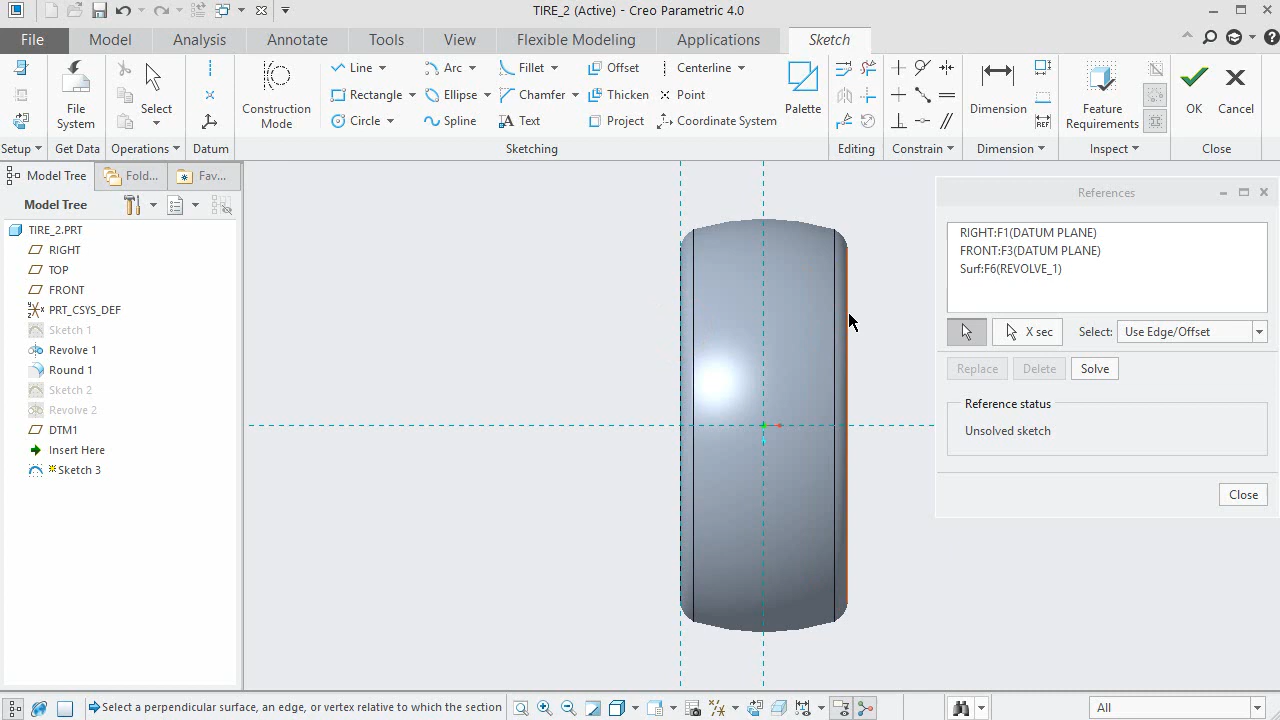 TIRE_2 (Active) - Creo Parametric 4.0
File Model Analysis Annotate Tools View Flexible Modeling Applications Sketch
Line Arc Fillet Offset Centerline
Rectangle Ellipse Chamfer Thicken Point
Circle Spline Text Project Coordinate System
File System Select Construction Mode Palette Dimension Feature Requirements OK Cancel
REF
Setup Get Data Operations Datum Sketching Editing Constrain Dimension Inspect Close
Model Tree Fold... Fav...
Model Tree
TIRE_2.PRT
RIGHT
TOP
FRONT
PRT_CSYS_DEF
Sketch 1
Revolve 1
Round 1
Sketch 2
Revolve 2
DTM1
Insert Here
Sketch 3
References
RIGHT:F1(DATUM PLANE)
FRONT:F3(DATUM PLANE)
Surf:F6(REVOLVE_1)
X sec Select: Use Edge/Offset
Replace Delete Solve
Reference status
Unsolved sketch
Close
Select a perpendicular surface, an edge, or vertex relative to which the section
All